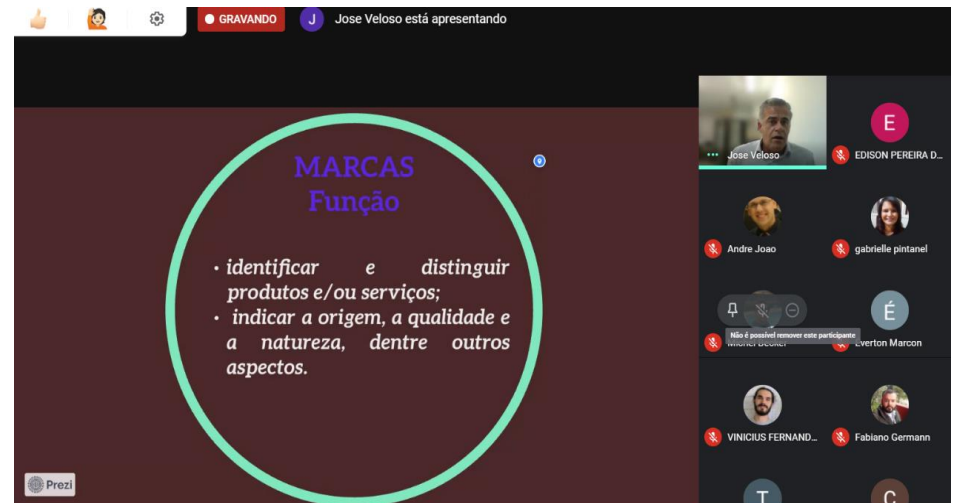 GRAVANDO
J
Jose Veloso está apresentando
MARCAS
Função
• identificar e distinguir
produtos e/ou serviços;
• indicar a origem, a qualidade e
a natureza, dentre outros
aspectos.
Prezi
Jose Veloso
E
EDISON PEREIRA D...
Andre Joao
gabrielle pintanel
É
Não é possível remover este participante
Michel Becker
Everton Marcon
VINICIUS FERNAND...
Fabiano Germann
T
C